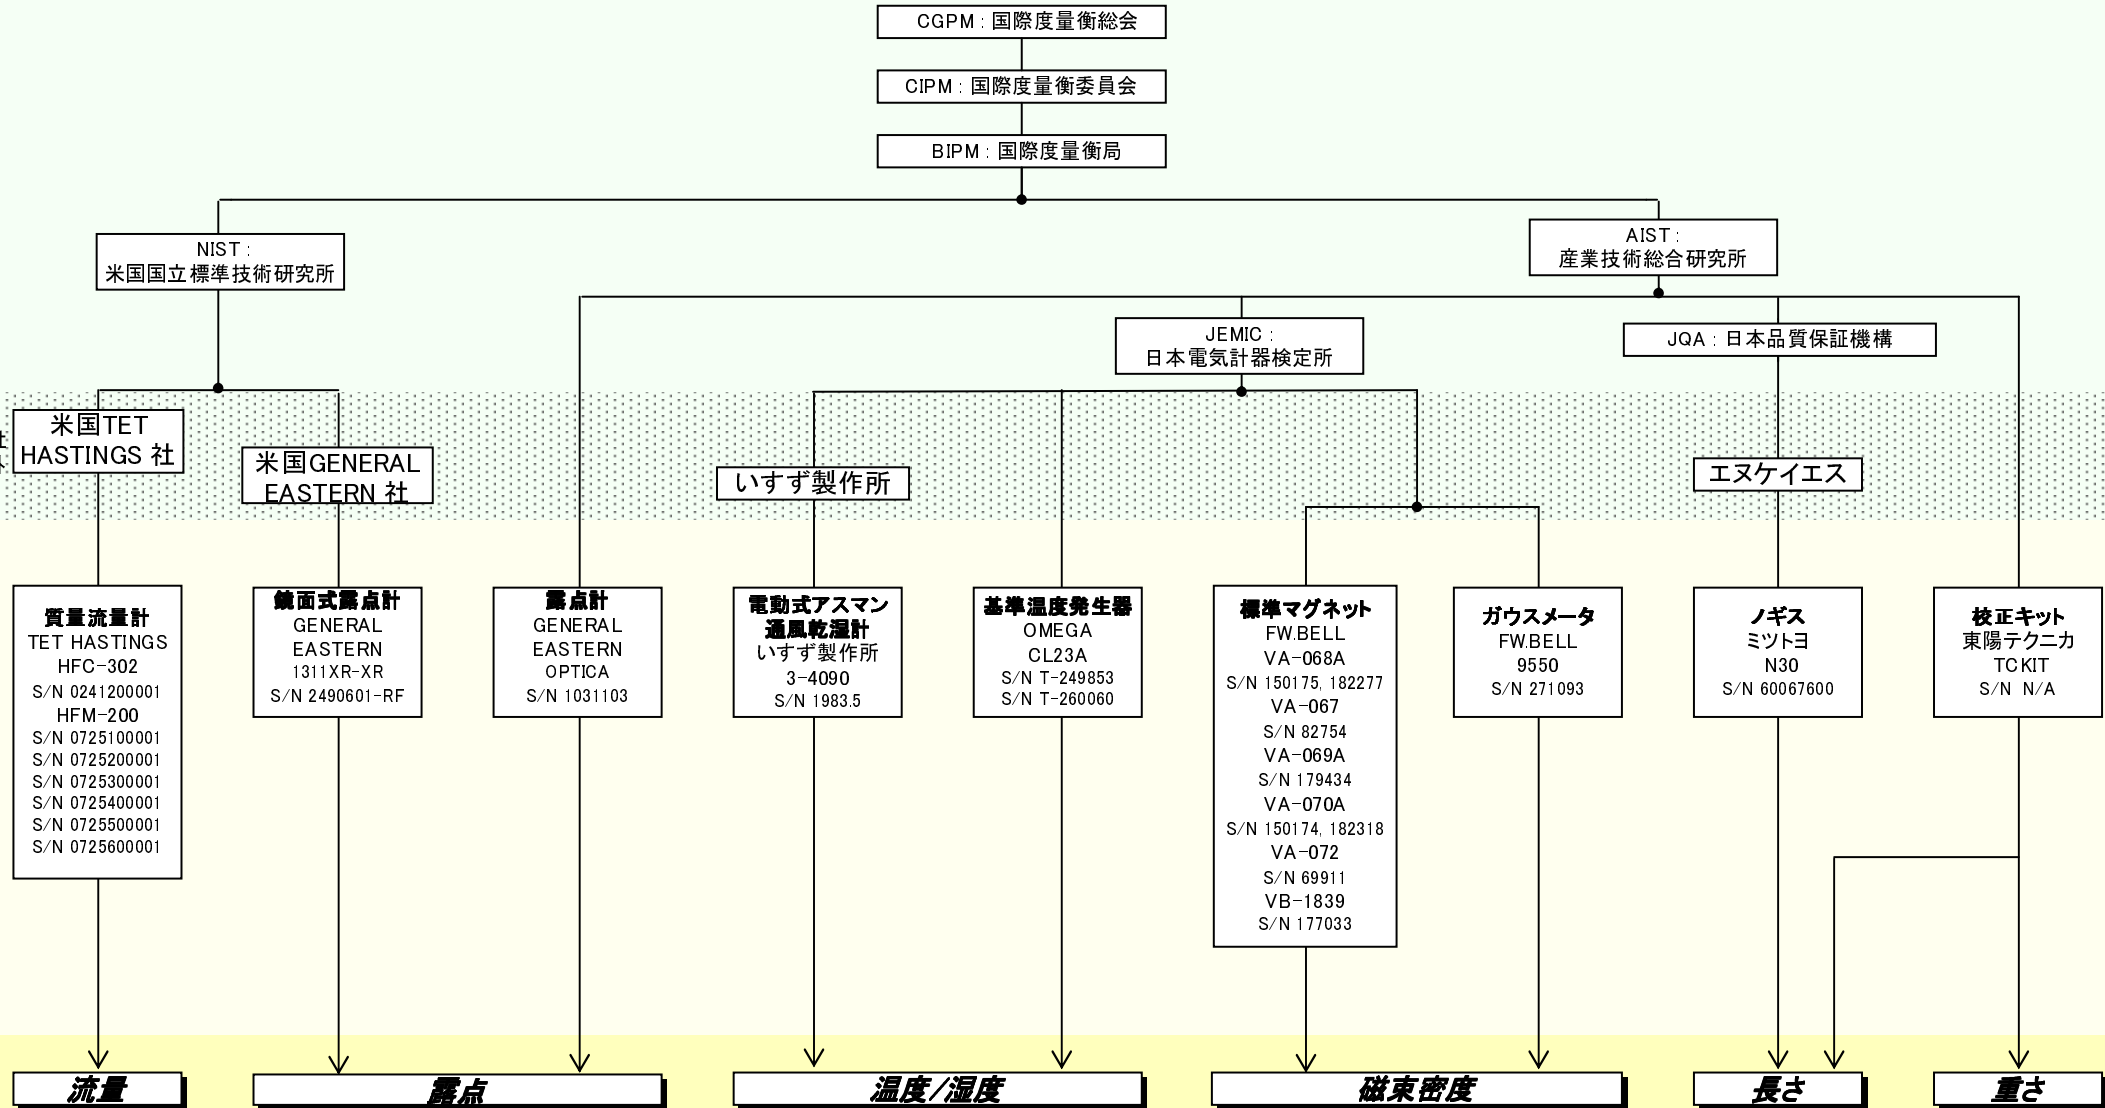 CGPM : 国際度量衡総会
CIPM : 国際度量衡委員会
BIPM : 国際度量衡局
NIST :
米国国立標準技術研究所
AIST :
産業技術総合研究所
JEMIC :
日本電気計器検定所
JQA : 日本品質保証機構
米国TET
HASTINGS 社
米国GENERAL
EASTERN 社
いすず製作所
エヌケイエス
質量流量計
TET HASTINGS
HFC-302
S/N 0241200001
HFM-200
S/N 0725100001
S/N 0725200001
S/N 0725300001
S/N 0725400001
S/N 0725500001
S/N 0725600001
鏡面式露点計
GENERAL
EASTERN
1311XR-XR
S/N 2490601-RF
露点計
GENERAL
EASTERN
OPTICA
S/N 1031103
電動式アスマン
通風乾湿計
いすず製作所
3-4090
S/N 1983.5
基準温度発生器
OMEGA
CL23A
S/N T-249853
S/N T-260060
標準マグネット
FW.BELL
VA-068A
S/N 150175, 182277
VA-067
S/N 82754
VA-069A
S/N 179434
VA-070A
S/N 150174, 182318
VA-072
S/N 69911
VB-1839
S/N 177033
ガウスメータ
FW.BELL
9550
S/N 271093
ノギス
ミツトヨ
N30
S/N 60067600
校正キット
東陽テクニカ
TCKIT
S/N N/A
流量
露点
温度/湿度
磁束密度
長さ
重さ